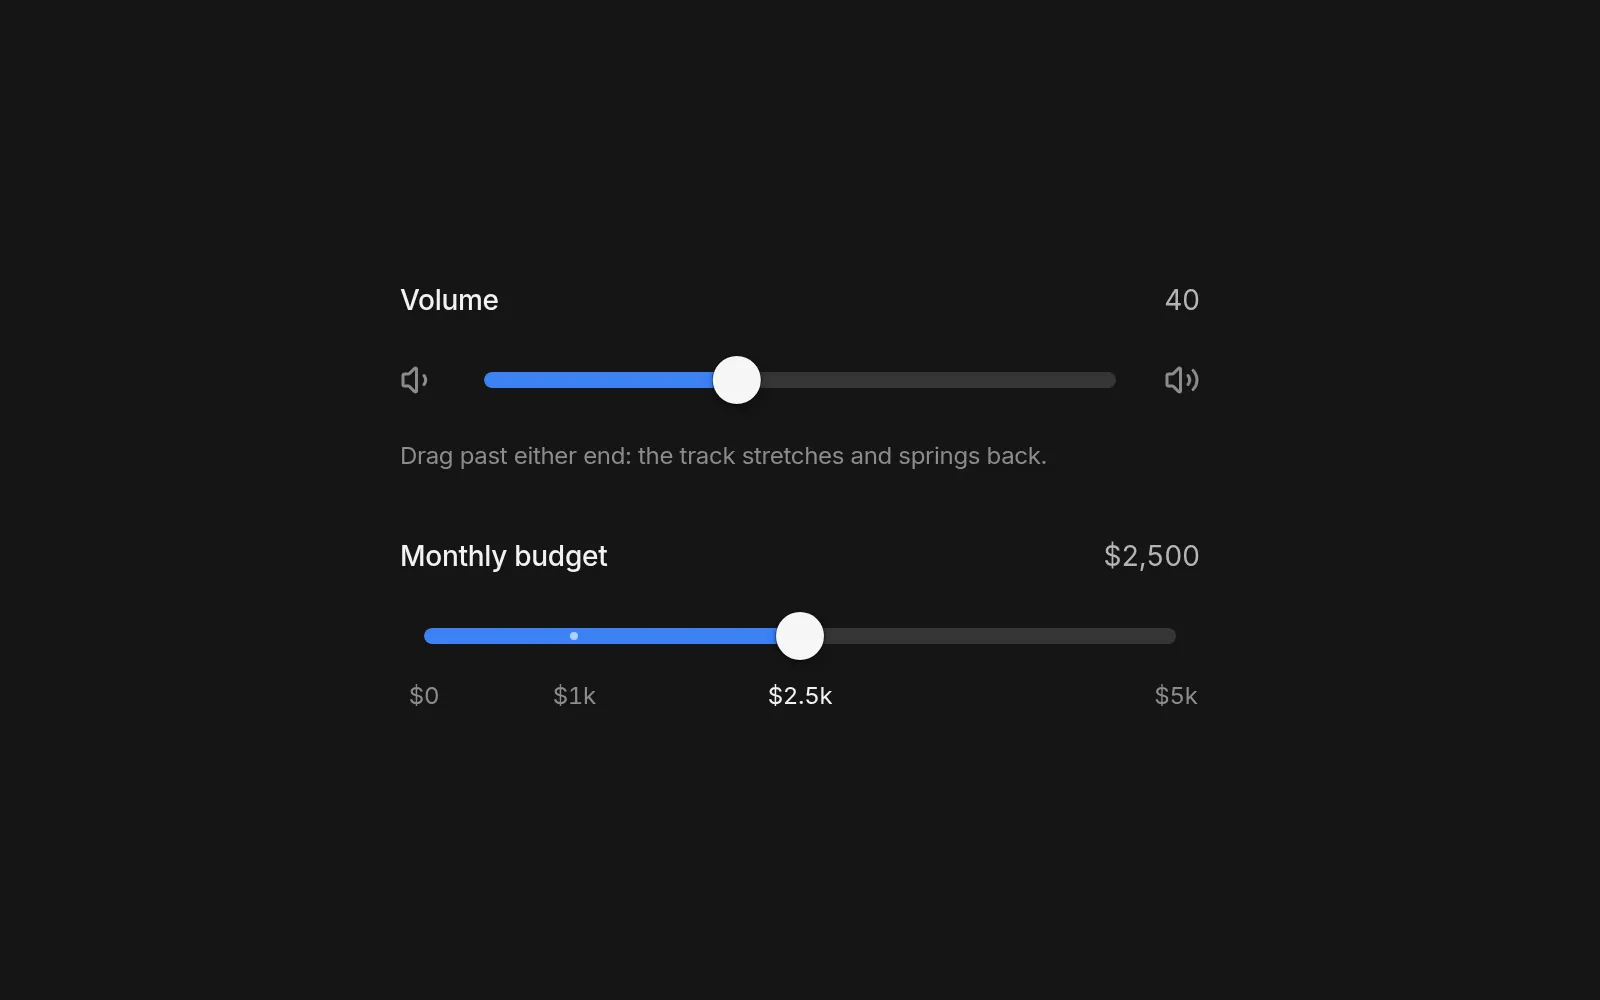 Volume 40
Drag past either end: the track stretches and springs back.
Monthly budget $2,500
$0 $1k $2.5k $5k